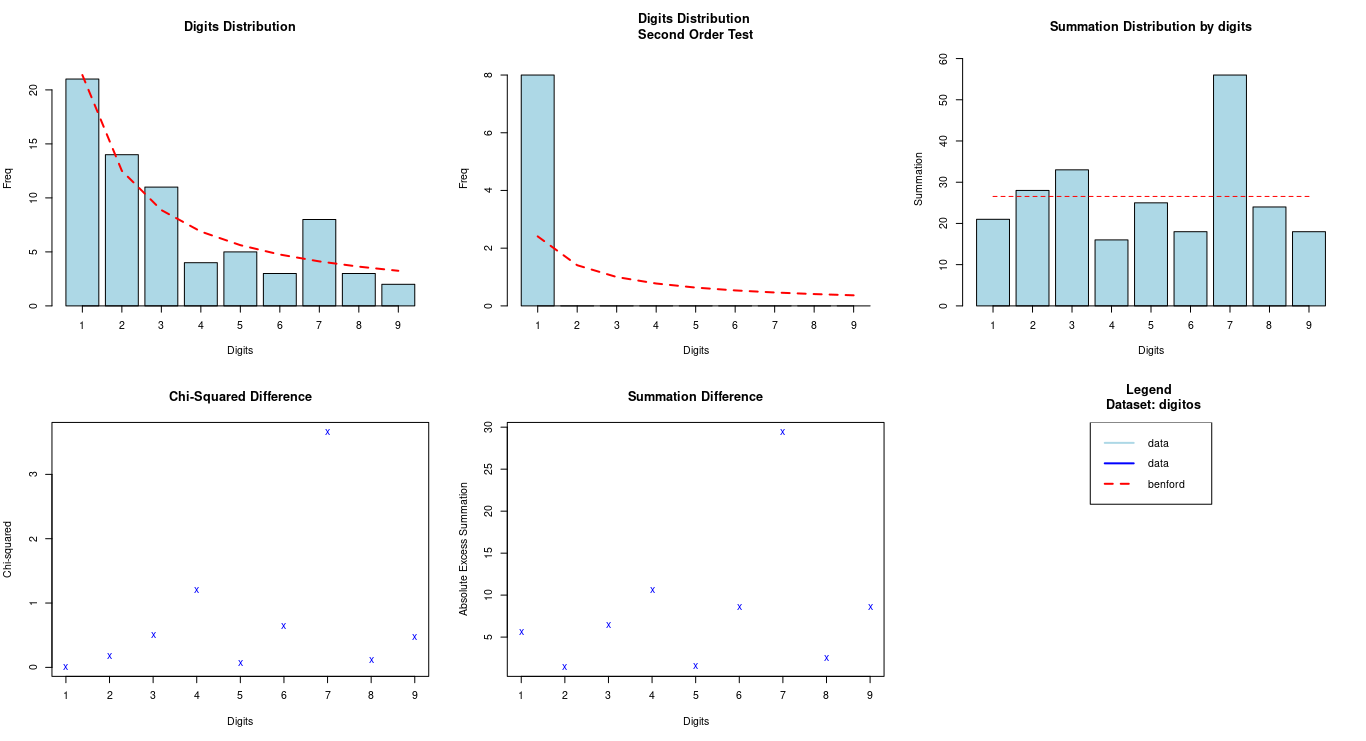 Digits Distribution
Freq
0 5 10 15 20
1 2 3 4 5 6 7 8 9
Digits
Digits Distribution
Second Order Test
Freq
0 2 4 6 8
1 2 3 4 5 6 7 8 9
Digits
Summation Distribution by digits
Summation
0 10 20 30 40 50 60
1 2 3 4 5 6 7 8 9
Digits
Chi-Squared Difference
Chi-squared
0 1 2 3
1 2 3 4 5 6 7 8 9
Digits
Summation Difference
Absolute Excess Summation
5 10 15 20 25 30
1 2 3 4 5 6 7 8 9
Digits
Legend
Dataset: digitos
data
data
benford